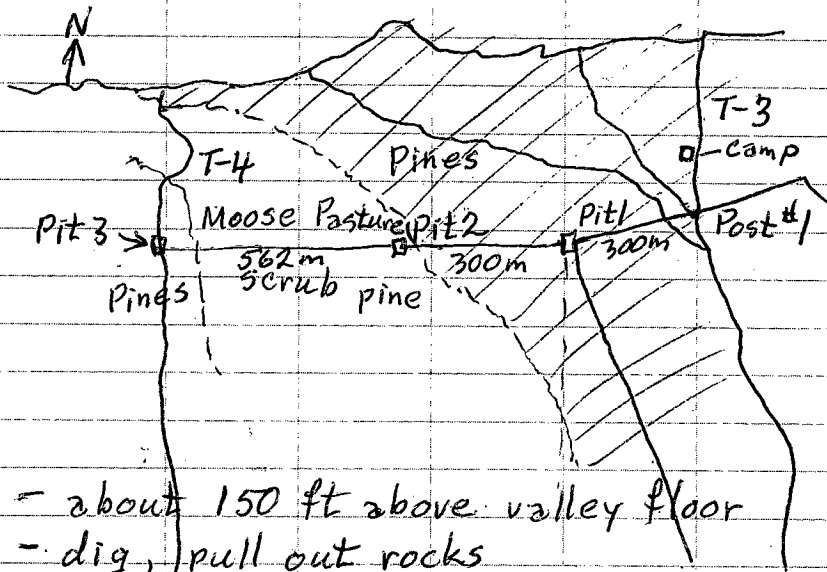 N
T-3
camp
T-4
Pines
Moose Pasture
Pit 2
Pit 1
Post #1
Pit 3
562m
300m
300m
Scrub pine
Pines
- about 150 ft above valley floor
- dig, pull out rocks